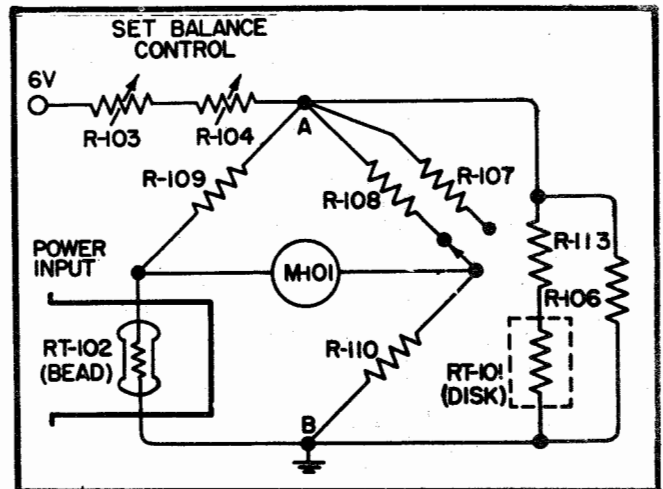 SET BALANCE
CONTROL
6V
R-103
R-104
A
R-109
R-108
R-107
POWER
INPUT
M-101
R-113
R-106
RT-102
(BEAD)
R-110
RT-101
(DISK)
B